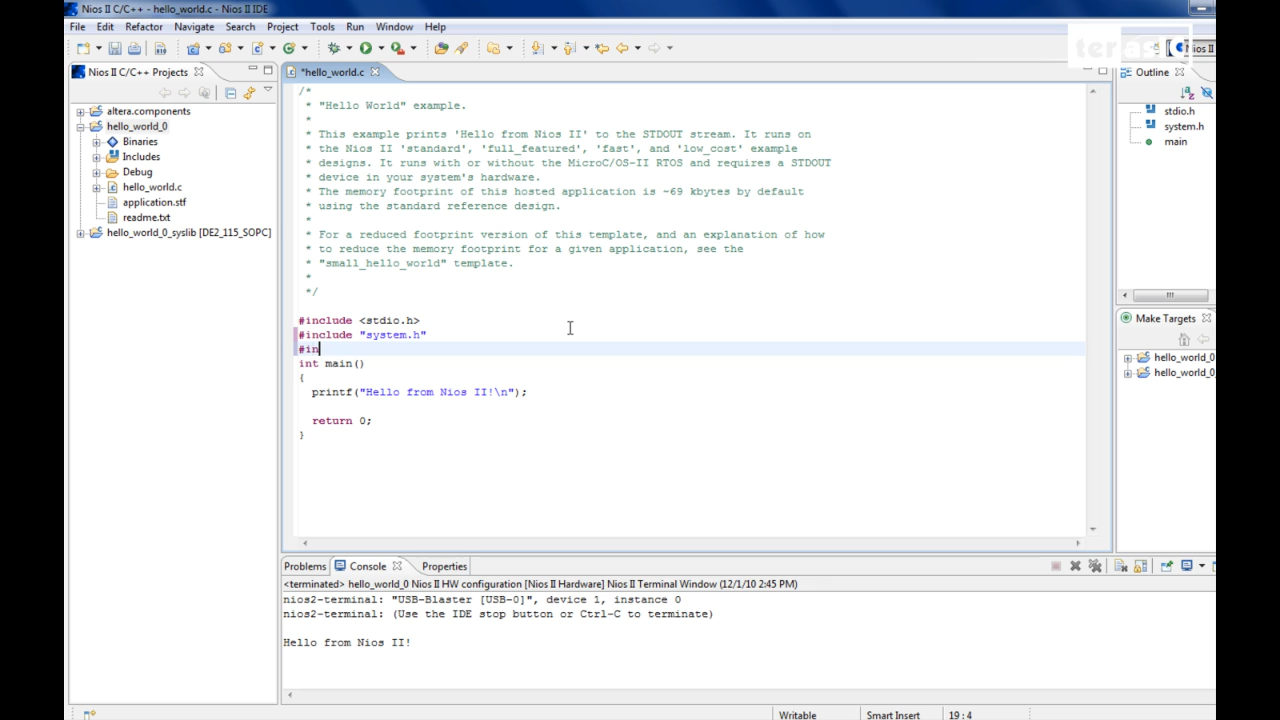 Nios II C/C++ - hello_world.c - Nios II IDE
File Edit Refactor Navigate Search Project Tools Run Window Help
terasic
Nios II
Nios II C/C++ Projects
altera.components
hello_world_0
Binaries
Includes
Debug
hello_world.c
application.stf
readme.txt
hello_world_0_syslib [DE2_115_SOPC]
*hello_world.c
/*
* "Hello World" example.
*
* This example prints 'Hello from Nios II' to the STDOUT stream. It runs on
* the Nios II 'standard', 'full_featured', 'fast', and 'low_cost' example
* designs. It runs with or without the MicroC/OS-II RTOS and requires a STDOUT
* device in your system's hardware.
* The memory footprint of this hosted application is ~69 kbytes by default
* using the standard reference design.
*
* For a reduced footprint version of this template, and an explanation of how
* to reduce the memory footprint for a given application, see the
* "small_hello_world" template.
*
*/
#include <stdio.h>
#include "system.h"
#in
int main()
{
printf("Hello from Nios II!\n");
return 0;
}
Outline
stdio.h
system.h
main
Make Targets
hello_world_0
hello_world_0
Problems Console Properties
<terminated> hello_world_0 Nios II HW configuration [Nios II Hardware] Nios II Terminal Window (12/1/10 2:45 PM)
nios2-terminal: "USB-Blaster [USB-0]", device 1, instance 0
nios2-terminal: (Use the IDE stop button or Ctrl-C to terminate)
Hello from Nios II!
Writable Smart Insert 19 : 4